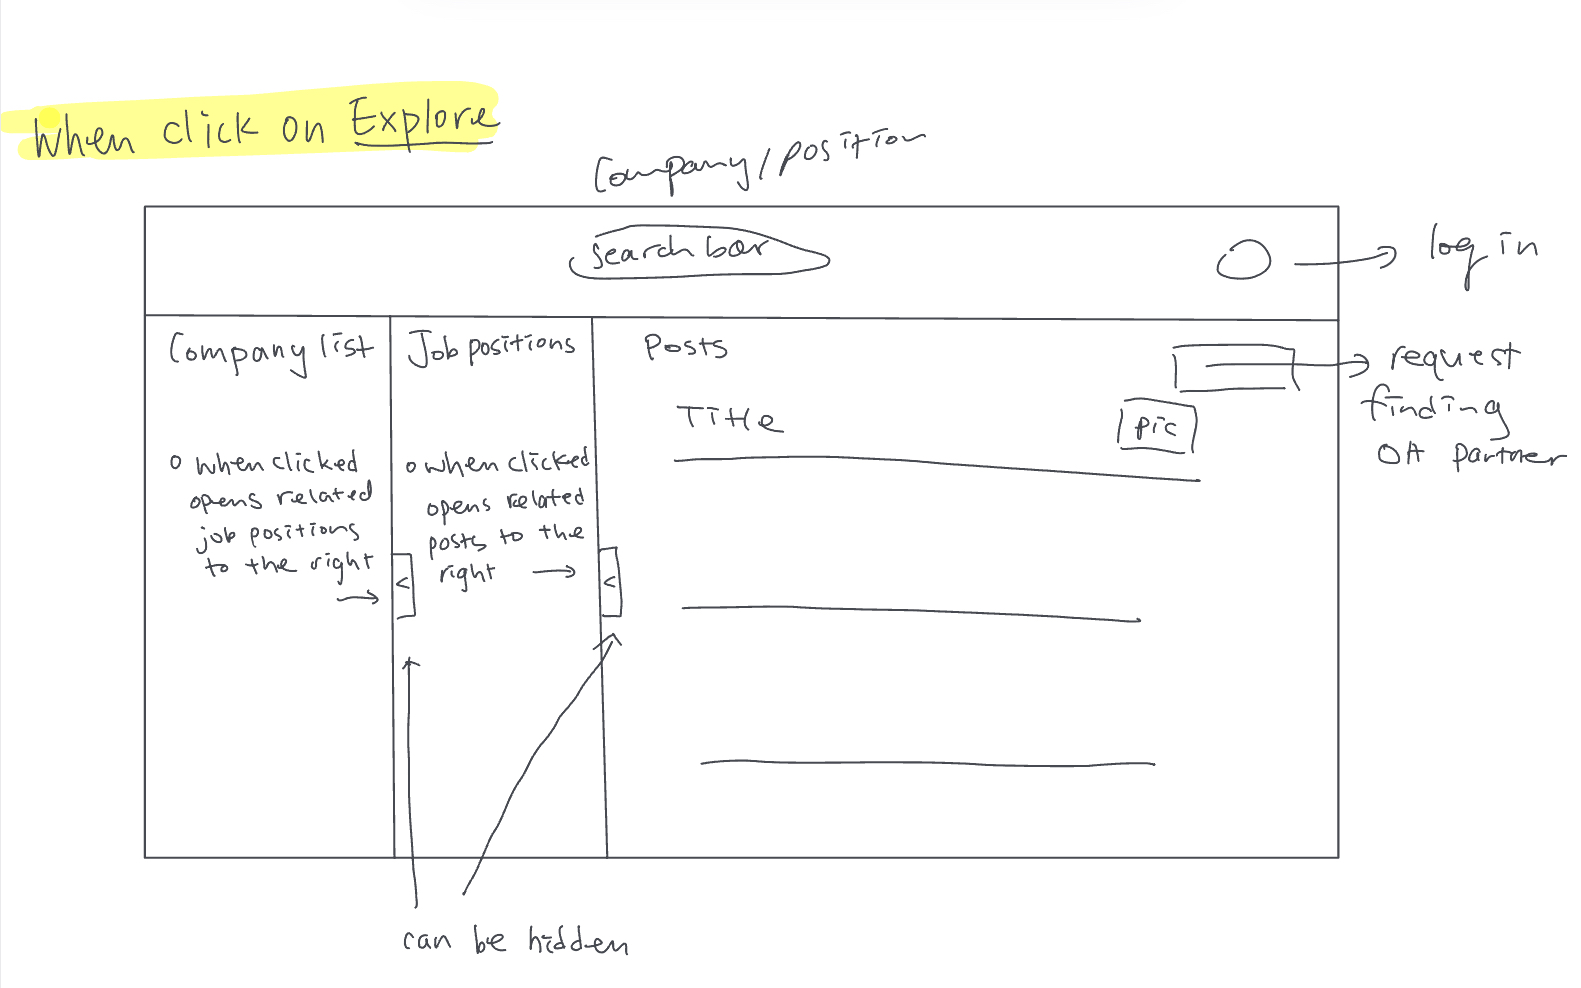 When click on Explore
Company/position
search bar
log in
Company list
Job positions
Posts
request
finding
OA partner
Title
pic
o when clicked
opens related
job positions
to the right
→
o when clicked
opens related
posts to the
right →
<
<
can be hidden